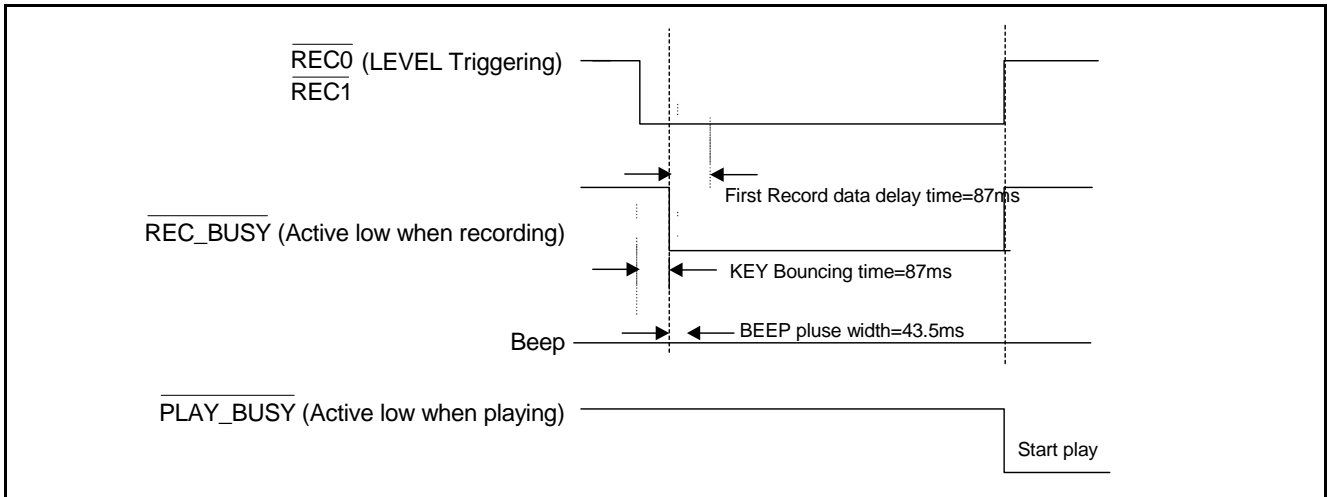 REC0 (LEVEL Triggering)
REC1
First Record data delay time=87ms
REC_BUSY (Active low when recording)
KEY Bouncing time=87ms
BEEP pluse width=43.5ms
Beep
PLAY_BUSY (Active low when playing)
Start play